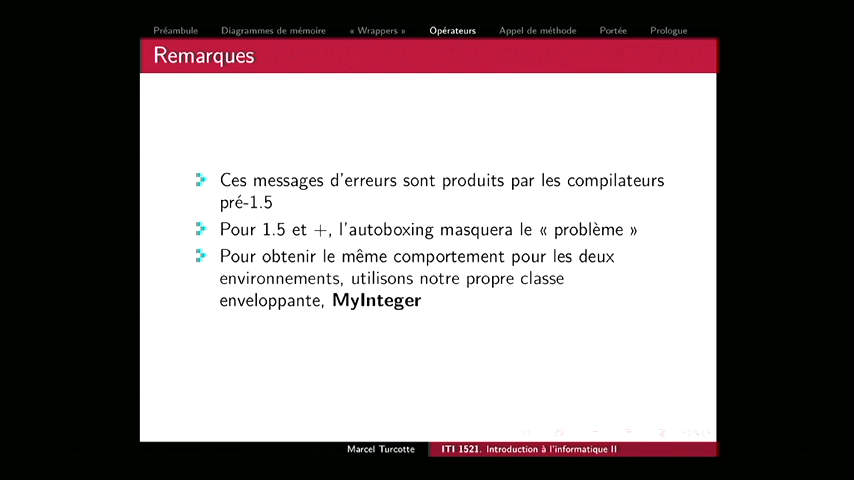 Préambule Diagrammes de mémoire « Wrappers » Opérateurs Appel de méthode Portée Prologue
Remarques
Ces messages d'erreurs sont produits par les compilateurs
pré-1.5
Pour 1.5 et +, l'autoboxing masquera le « problème »
Pour obtenir le même comportement pour les deux
environnements, utilisons notre propre classe
enveloppante, MyInteger
Marcel Turcotte ITI 1521. Introduction à l'informatique II